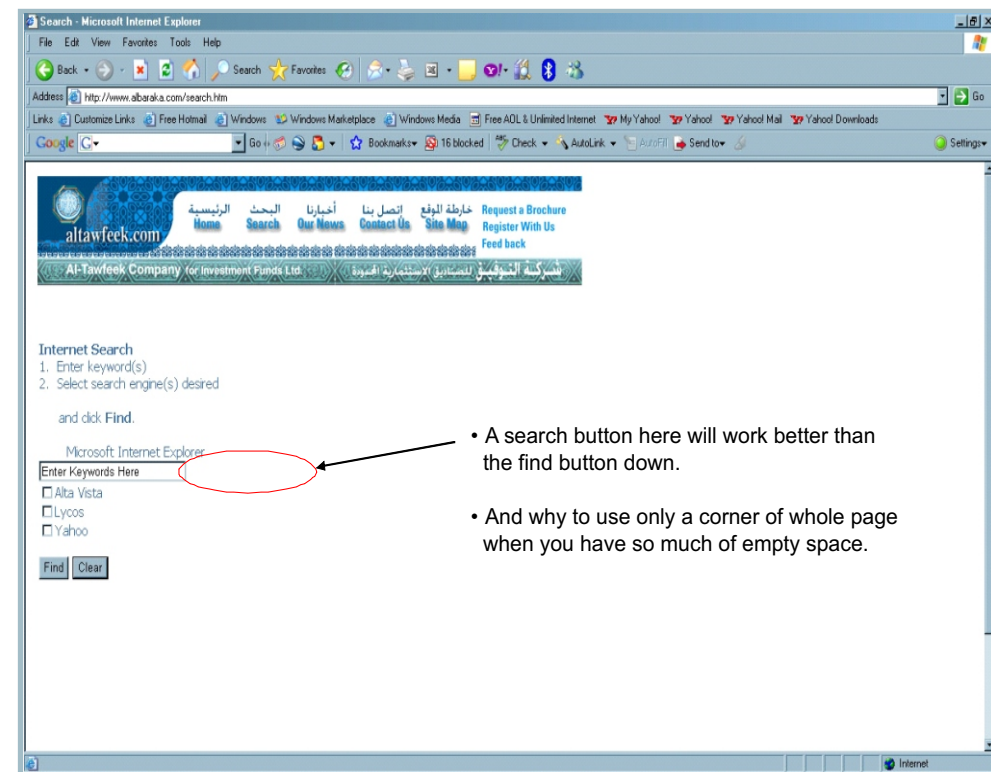 Search - Microsoft Internet Explorer
File Edit View Favorites Tools Help
Back Search Favorites
Address http://www.albaraka.com/search.htm Go
Links Customize Links Free Hotmail Windows Windows Marketplace Windows Media Free AOL & Unlimited Internet My Yahoo! Yahoo! Yahoo! Mail Yahoo! Downloads
Google G Go Bookmarks 16 blocked Check AutoLink AutoFill Send to Settings
الرئيسية البحث أخبارنا اتصل بنا خارطة الموقع Request a Brochure
Home Search Our News Contact Us Site Map Register With Us
altawfeek.com
Feed back
Al-Tawfeek Company for Investment Funds Ltd. شركة التوفيق للصناديق الاستثمارية المحدودة
Internet Search
1. Enter keyword(s)
2. Select search engine(s) desired
and click Find.
Microsoft Internet Explorer
Enter Keywords Here
Alta Vista
Lycos
Yahoo
Find Clear
• A search button here will work better than
the find button down.
• And why to use only a corner of whole page
when you have so much of empty space.
Internet